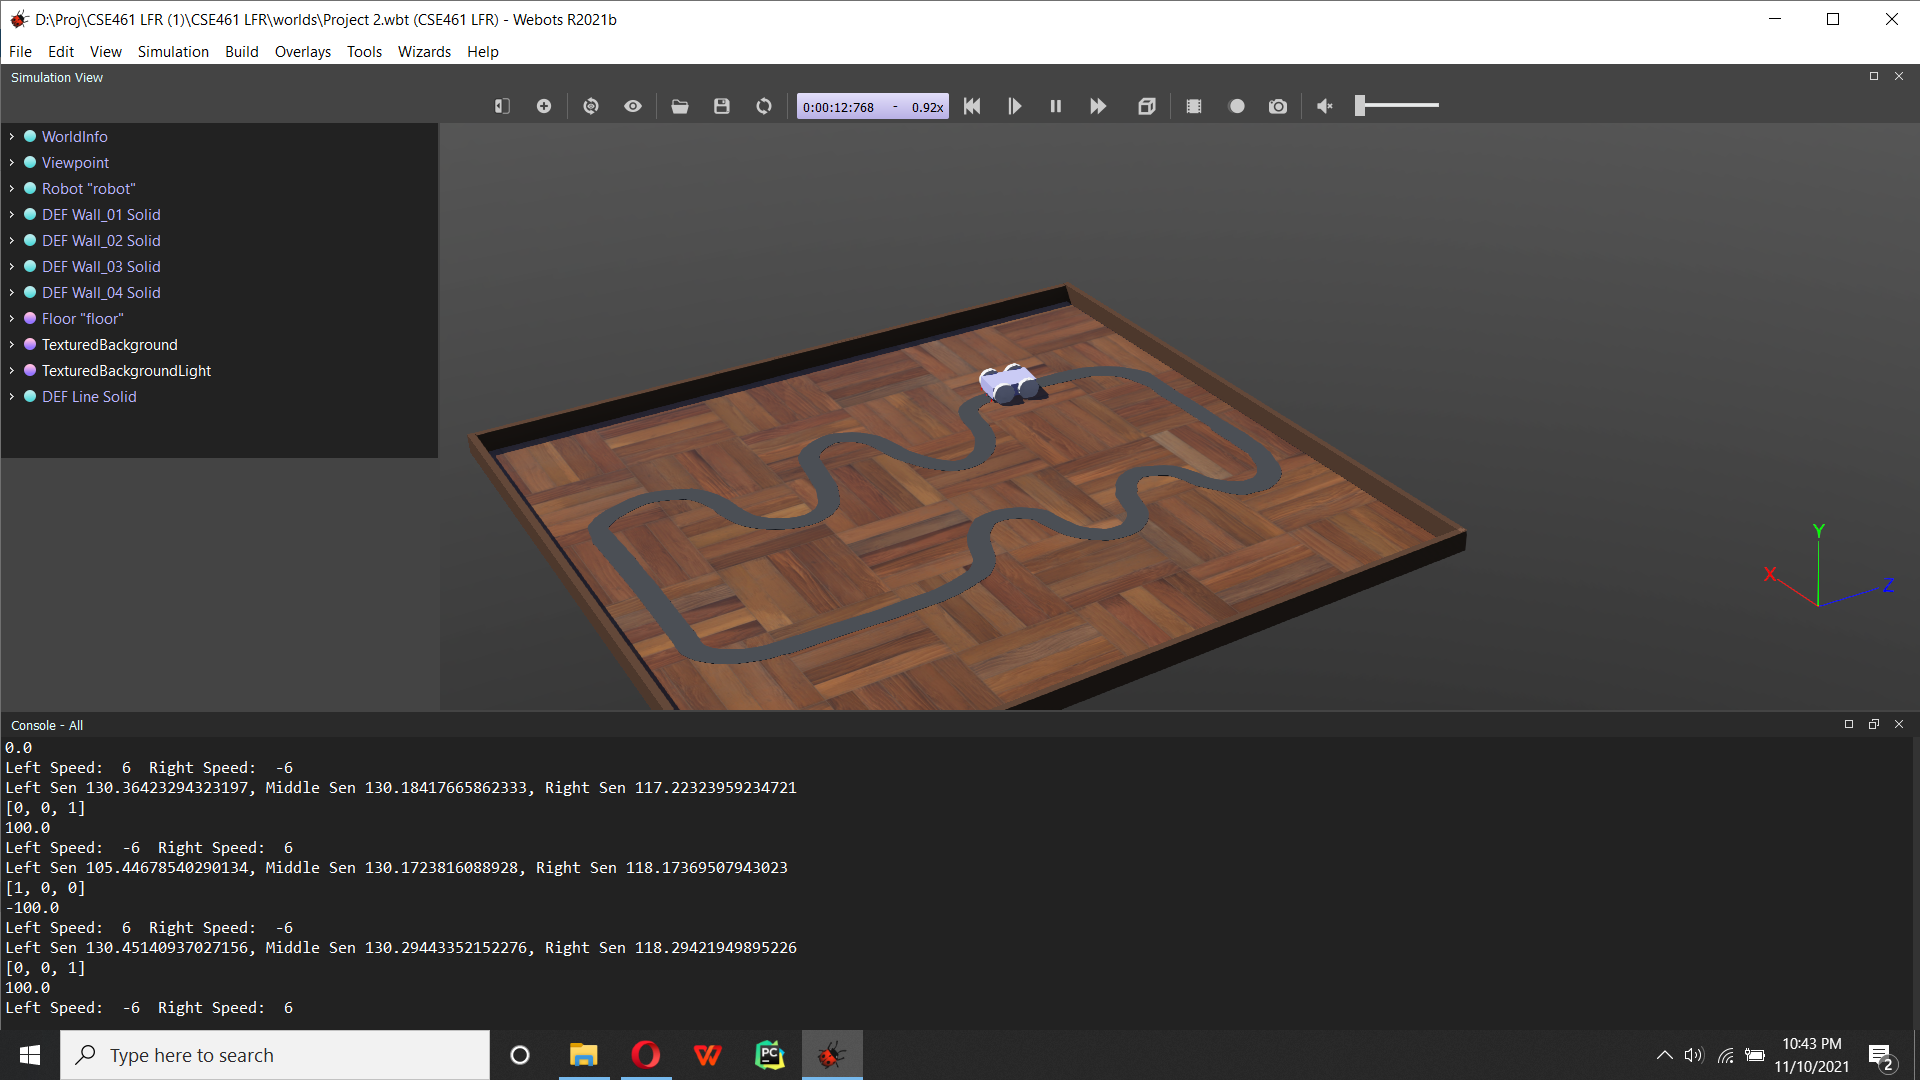 D:\Proj\CSE461 LFR (1)\CSE461 LFR\worlds\Project 2.wbt (CSE461 LFR) - Webots R2021b
File Edit View Simulation Build Overlays Tools Wizards Help
Simulation View
0:00:12:768 - 0.92x
WorldInfo
Viewpoint
Robot "robot"
DEF Wall_01 Solid
DEF Wall_02 Solid
DEF Wall_03 Solid
DEF Wall_04 Solid
Floor "floor"
TexturedBackground
TexturedBackgroundLight
DEF Line Solid
Y
X
Z
Console - All
0.0
Left Speed:  6  Right Speed:  -6
Left Sen 130.36423294323197, Middle Sen 130.18417665862333, Right Sen 117.22323959234721
[0, 0, 1]
100.0
Left Speed:  -6  Right Speed:  6
Left Sen 105.44678540290134, Middle Sen 130.1723816088928, Right Sen 118.17369507943023
[1, 0, 0]
-100.0
Left Speed:  6  Right Speed:  -6
Left Sen 130.45140937027156, Middle Sen 130.29443352152276, Right Sen 118.29421949895226
[0, 0, 1]
100.0
Left Speed:  -6  Right Speed:  6
Type here to search
PC
10:43 PM
11/10/2021
2